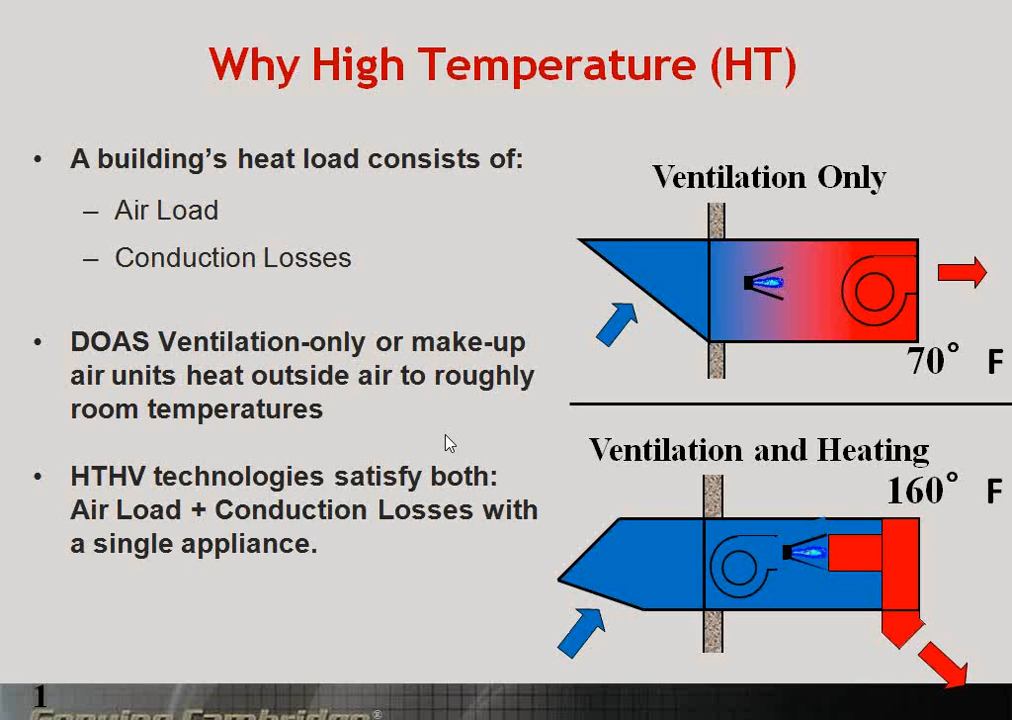 Why High Temperature (HT)
• A building's heat load consists of:
– Air Load
– Conduction Losses
• DOAS Ventilation-only or make-up
air units heat outside air to roughly
room temperatures
• HTHV technologies satisfy both:
Air Load + Conduction Losses with
a single appliance.
Ventilation Only
70° F
Ventilation and Heating
160° F
1
Genuine Cambridge®